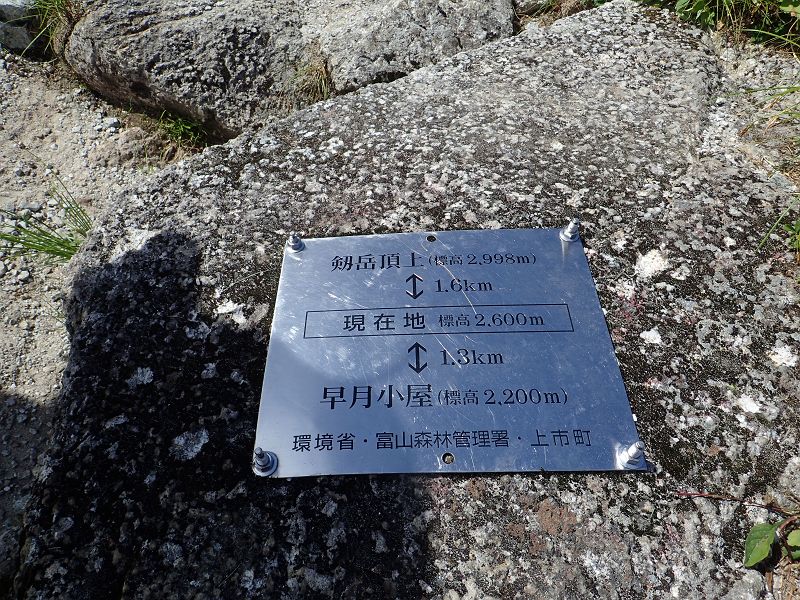 剱岳頂上(標高2,998m)
↕ 1.6km
現在地 標高2,600m
↕ 1.3km
早月小屋(標高2,200m)
環境省・富山森林管理署・上市町